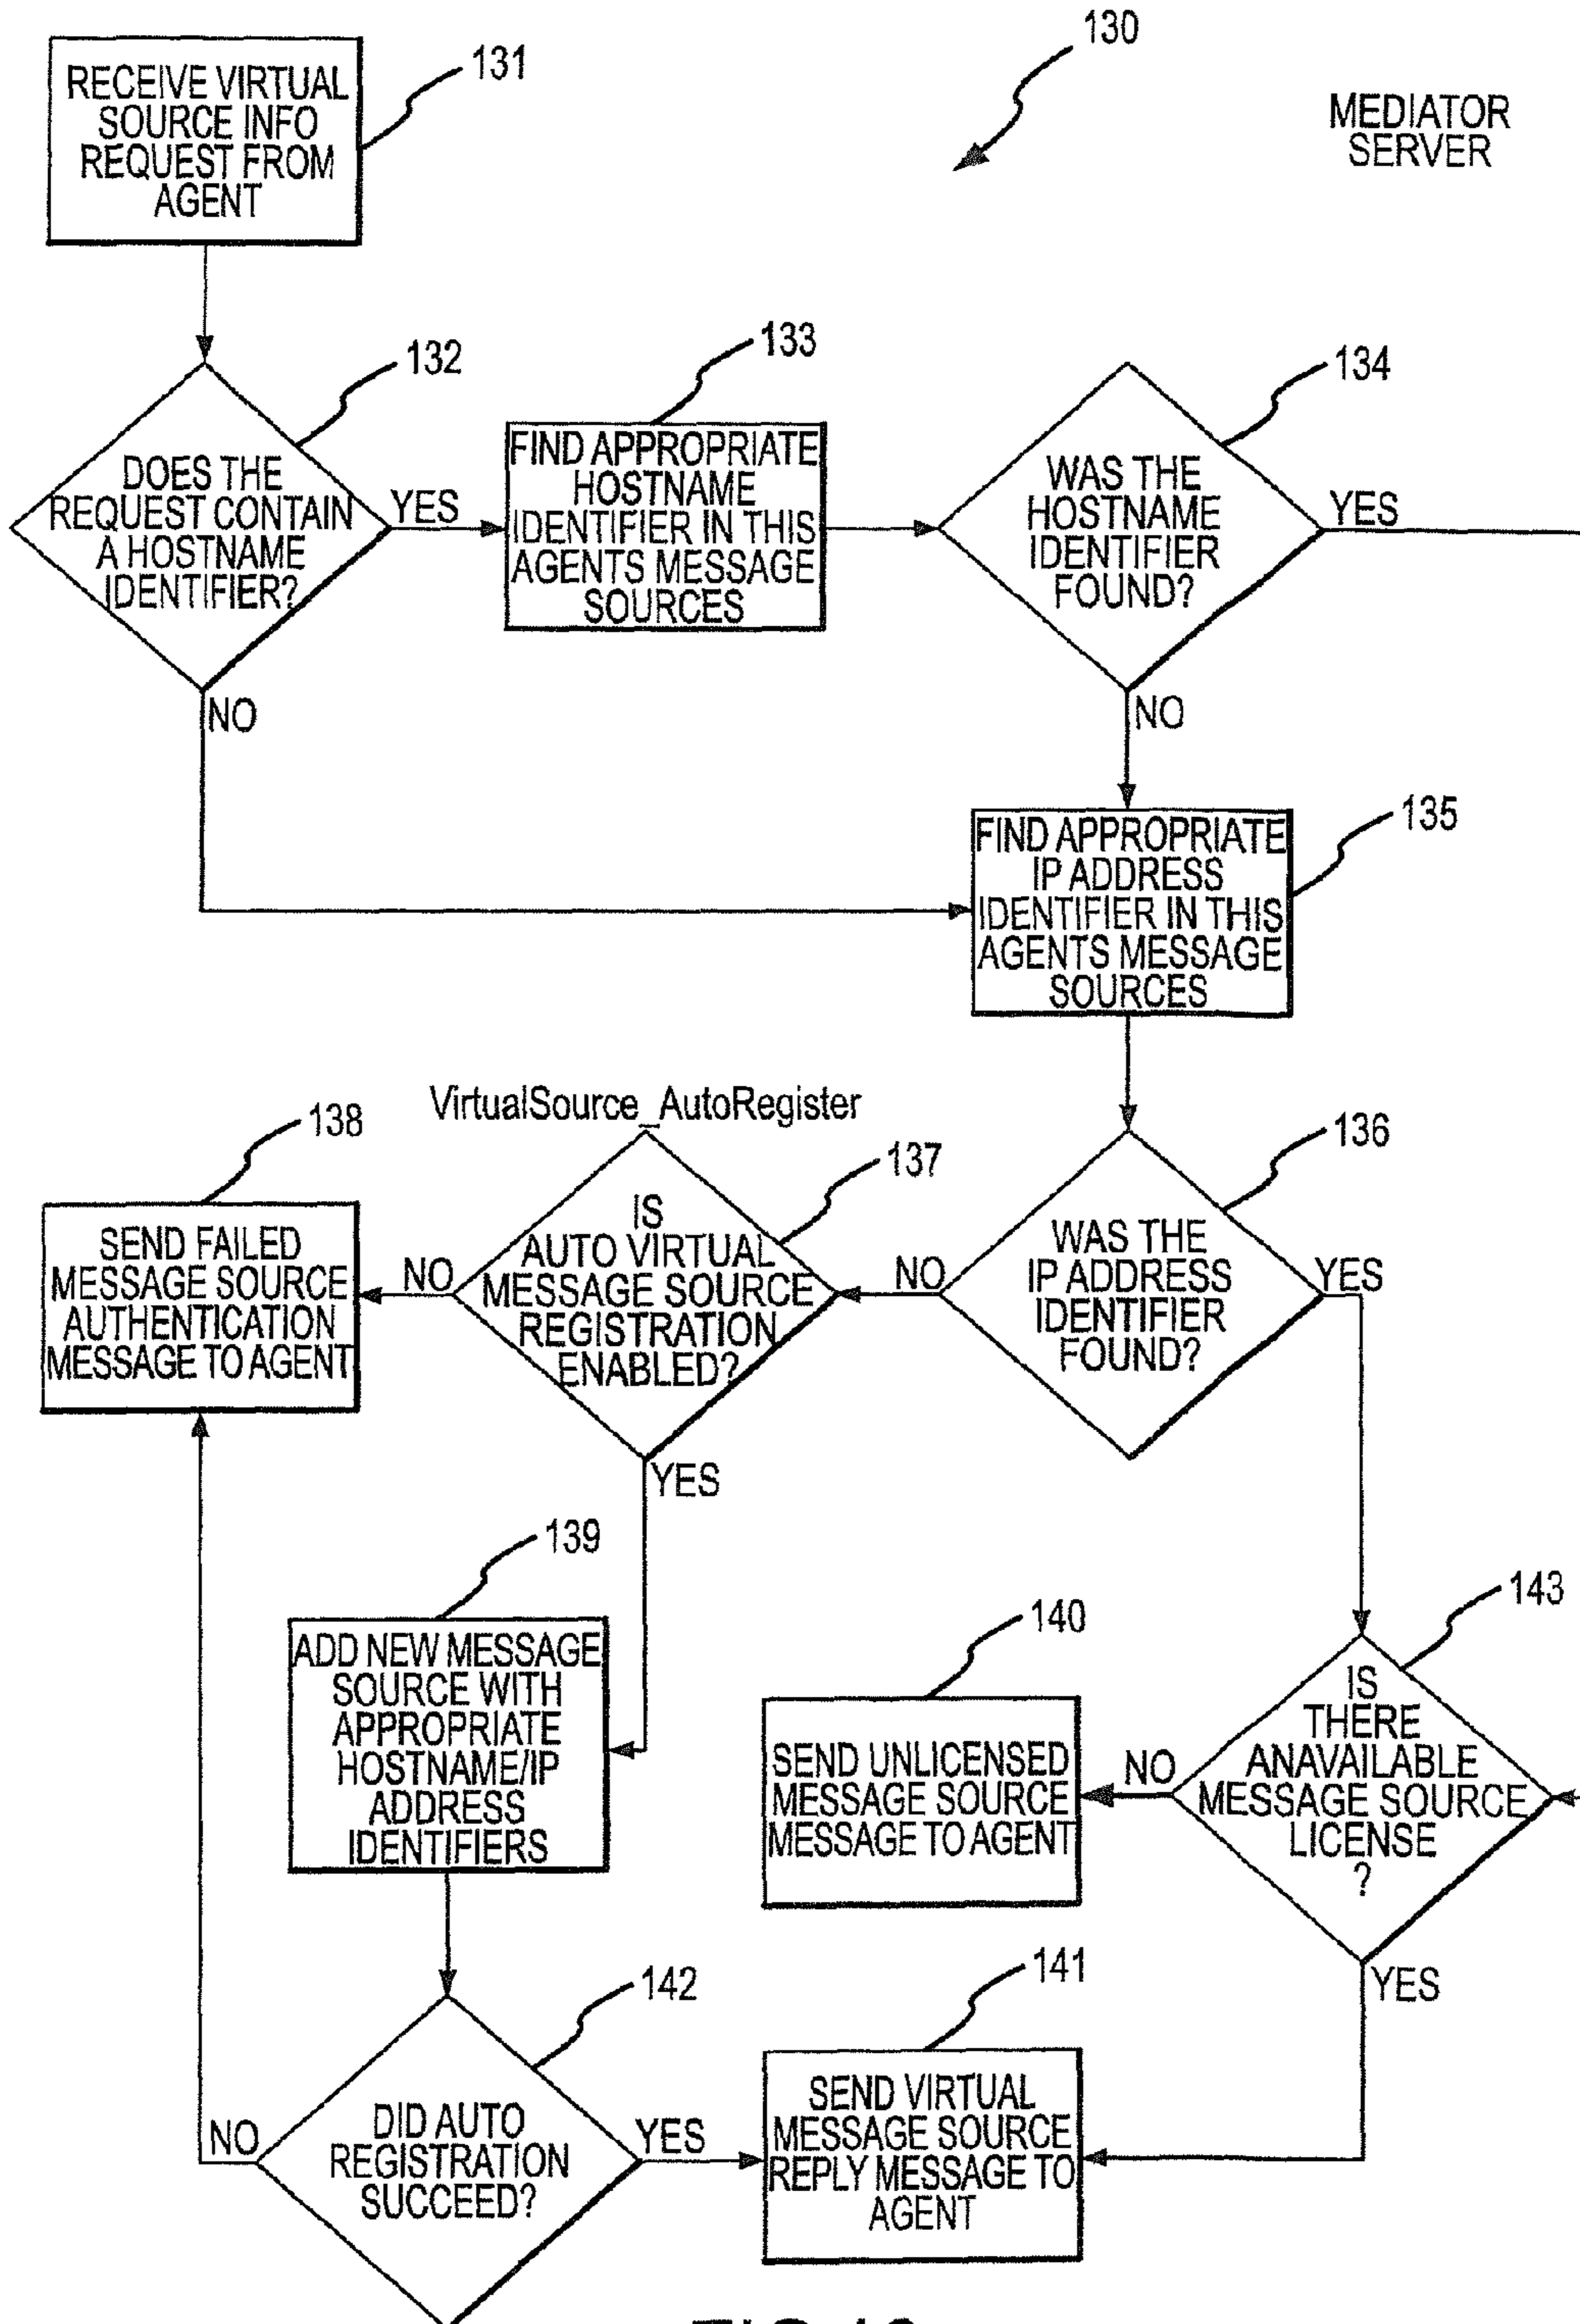 130
MEDIATOR
SERVER
131
RECEIVE VIRTUAL
SOURCE INFO
REQUEST FROM
AGENT
132
DOES THE
REQUEST CONTAIN
A HOSTNAME
IDENTIFIER?
YES
NO
133
FIND APPROPRIATE
HOSTNAME
IDENTIFIER IN THIS
AGENTS MESSAGE
SOURCES
134
WAS THE
HOSTNAME
IDENTIFIER
FOUND?
YES
NO
135
FIND APPROPRIATE
IP ADDRESS
IDENTIFIER IN THIS
AGENTS MESSAGE
SOURCES
136
WAS THE
IP ADDRESS
IDENTIFIER
FOUND?
YES
NO
VirtualSource_AutoRegister
137
IS
AUTO VIRTUAL
MESSAGE SOURCE
REGISTRATION
ENABLED?
NO
YES
138
SEND FAILED
MESSAGE SOURCE
AUTHENTICATION
MESSAGE TO AGENT
139
ADD NEW MESSAGE
SOURCE WITH
APPROPRIATE
HOSTNAME/IP
ADDRESS
IDENTIFIERS
140
SEND UNLICENSED
MESSAGE SOURCE
MESSAGE TO AGENT
143
IS
THERE
ANAVAILABLE
MESSAGE SOURCE
LICENSE
?
NO
YES
142
DID AUTO
REGISTRATION
SUCCEED?
NO
YES
141
SEND VIRTUAL
MESSAGE SOURCE
REPLY MESSAGE TO
AGENT